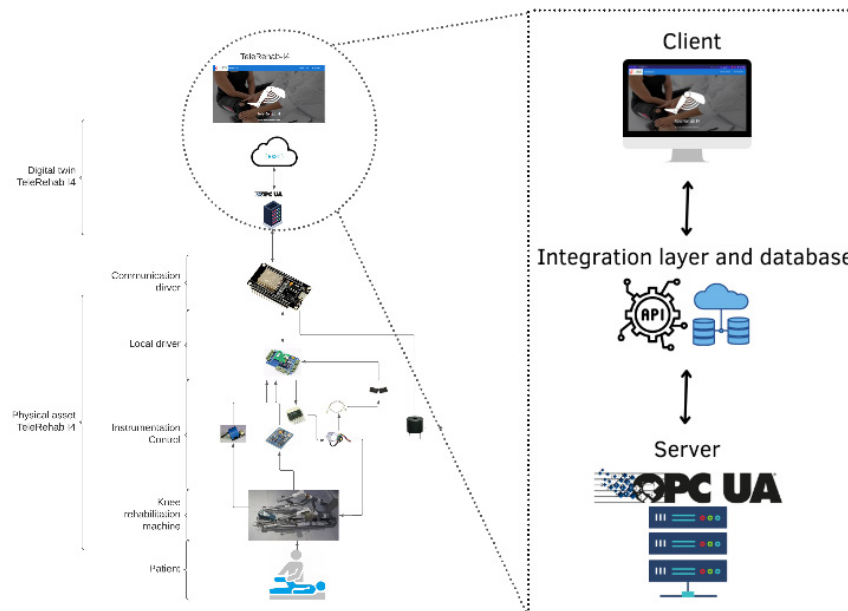 TeleRehab-I4
OPC UA
Digital twin
TeleRehab I4
Communication
dirver
Local driver
Physical asset
TeleRehab I4
Instrumentation
Control
Knee
rehabilitation
machine
Patient
Client
Integration layer and database
API
Server
OPC UA